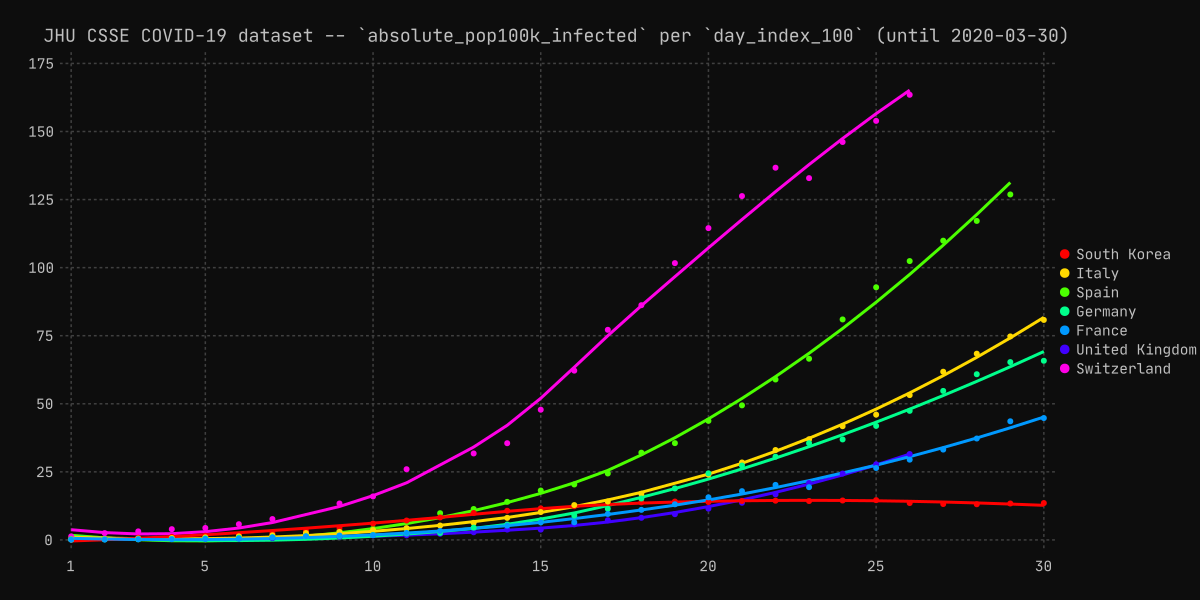 JHU CSSE COVID-19 dataset -- `absolute_pop100k_infected` per `day_index_100` (until 2020-03-30)
175
150
125
100
75
50
25
0
1 5 10 15 20 25 30
South Korea
Italy
Spain
Germany
France
United Kingdom
Switzerland